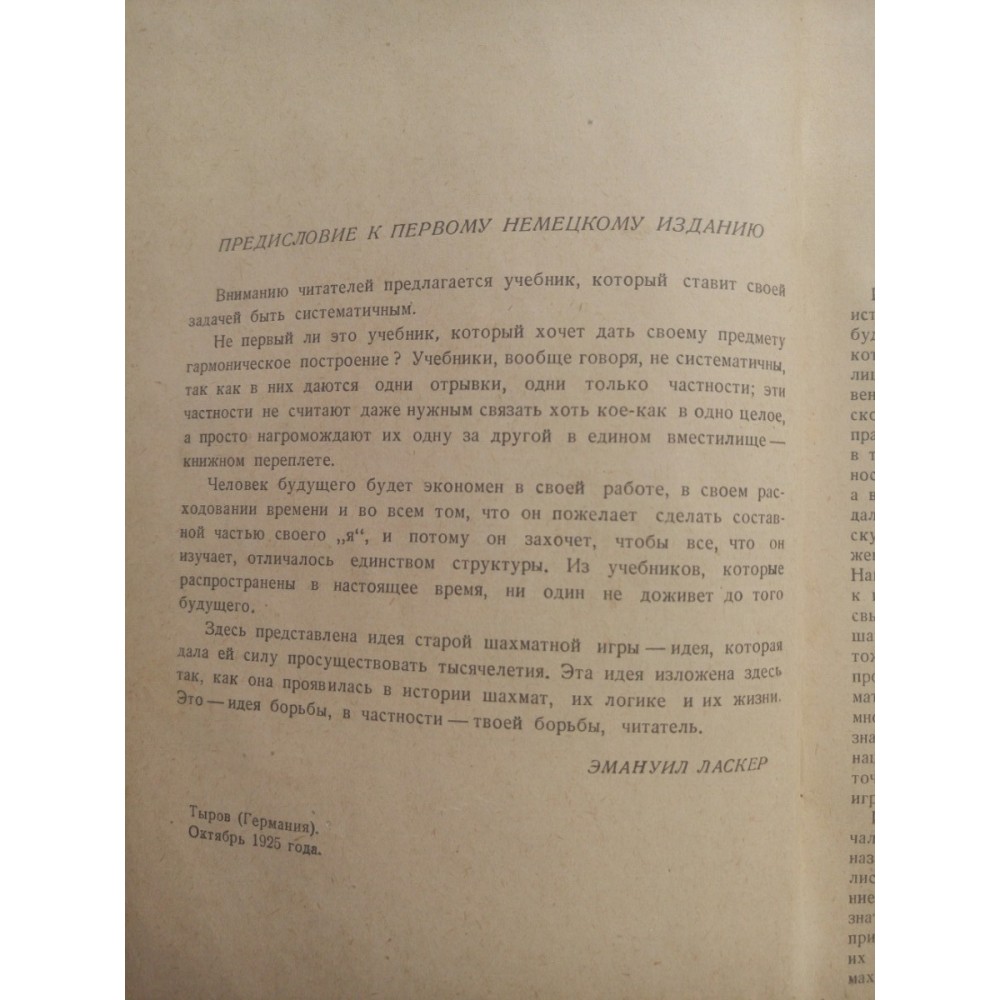 ПРЕДИСЛОВИЕ К ПЕРВОМУ НЕМЕЦКОМУ ИЗДАНИЮ
Вниманию читателей предлагается учебник, который ставит своей
задачей быть систематичным.
Не первый ли это учебник, который хочет дать своему предмету
гармоническое построение? Учебники, вообще говоря, не систематичны,
так как в них даются одни отрывки, одни только частности; эти
частности не считают даже нужным связать хоть кое-как в одно целое,
а просто нагромождают их одну за другой в едином вместилище —
книжном переплете.
Человек будущего будет экономен в своей работе, в своем рас-
ходовании времени и во всем том, что он пожелает сделать состав-
ной частью своего „я“, и потому он захочет, чтобы все, что он
изучает, отличалось единством структуры. Из учебников, которые
распространены в настоящее время, ни один не доживет до того
будущего.
Здесь представлена идея старой шахматной игры — идея, которая
дала ей силу просуществовать тысячелетия. Эта идея изложена здесь
так, как она проявилась в истории шахмат, их логике и их жизни.
Это — идея борьбы, в частности — твоей борьбы, читатель.
ЭМАНУИЛ ЛАСКЕР
Тыров (Германия).
Октябрь 1925 года.